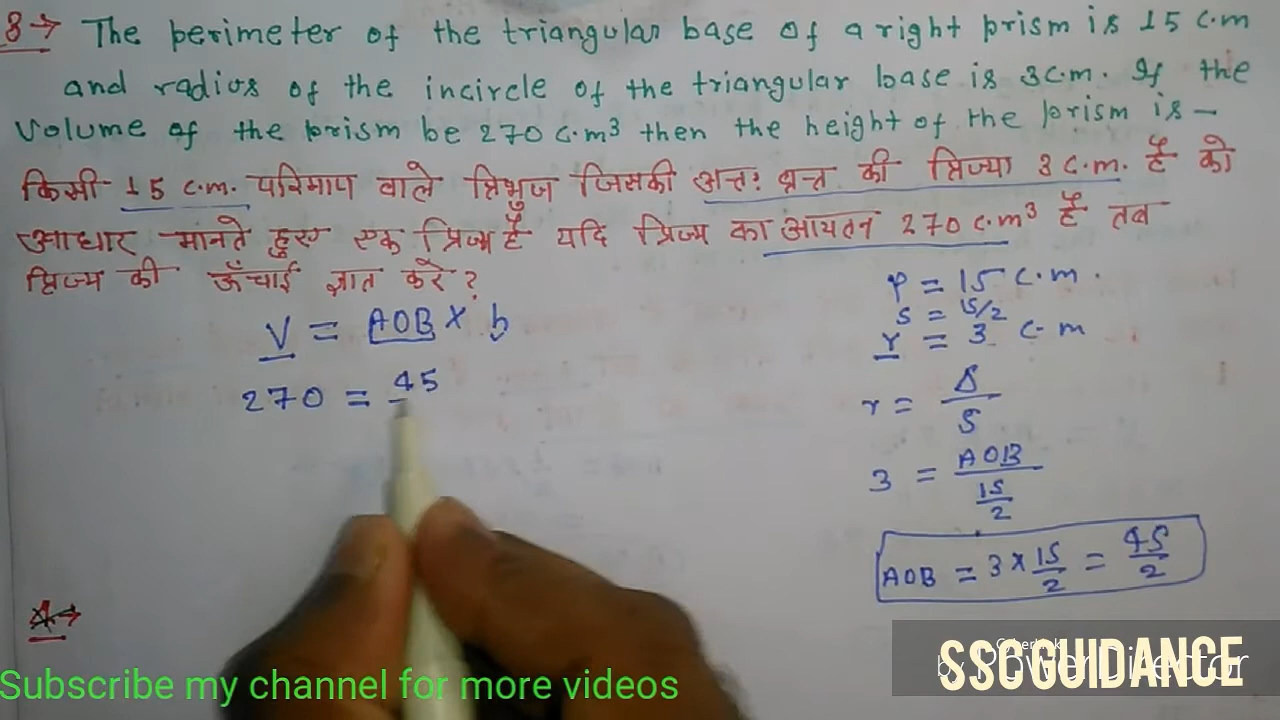 3→ The perimeter of the triangular base of a right prism is 15 c.m
and radius of the incircle of the triangular base is 3c.m. If the
volume of the prism be 270 c.m³ then the height of the prism is -
किसी 15 c.m. परिमाप वाले त्रिभुज जिसकी अन्तः वृन्त की त्रिज्या 3 c.m. है को
आधार मानते हुए एक प्रिज्म है यदि प्रिज्म का आयतन 270 c.m³ है तब
प्रिज्म की ऊँचाई ज्ञात करे?
V = AOB × h
270 = 45
P = 15 c.m.
s = 15/2
r = 3 c.m
r = Δ/S
3 = AOB/(15/2)
AOB = 3 × 15/2 = 45/2
SSCGUIDANCE
Subscribe my channel for more videos